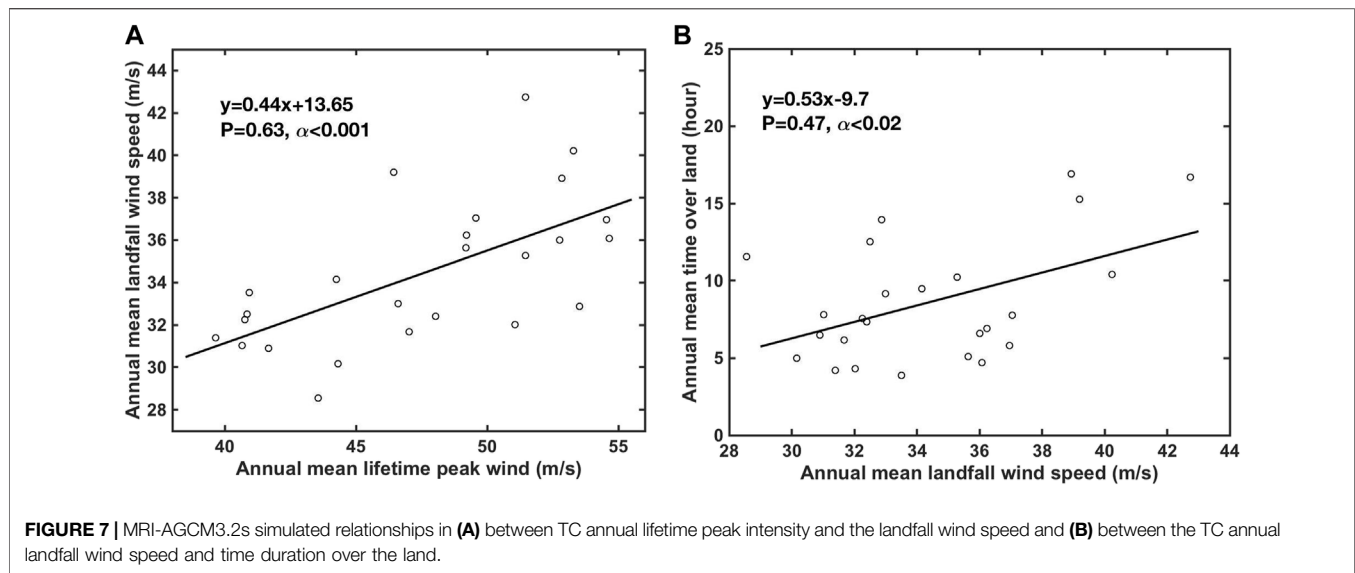 A
44
42
40
38
36
34
32
30
28
Annual mean landfall wind speed (m/s)
y=0.44x+13.65
P=0.63, α<0.001
40 45 50 55
Annual mean lifetime peak wind (m/s)
B
25
20
15
10
5
0
Annual mean time over land (hour)
y=0.53x-9.7
P=0.47, α<0.02
28 30 32 34 36 38 40 42 44
Annual mean landfall wind speed (m/s)
FIGURE 7 | MRI-AGCM3.2s simulated relationships in (A) between TC annual lifetime peak intensity and the landfall wind speed and (B) between the TC annual
landfall wind speed and time duration over the land.